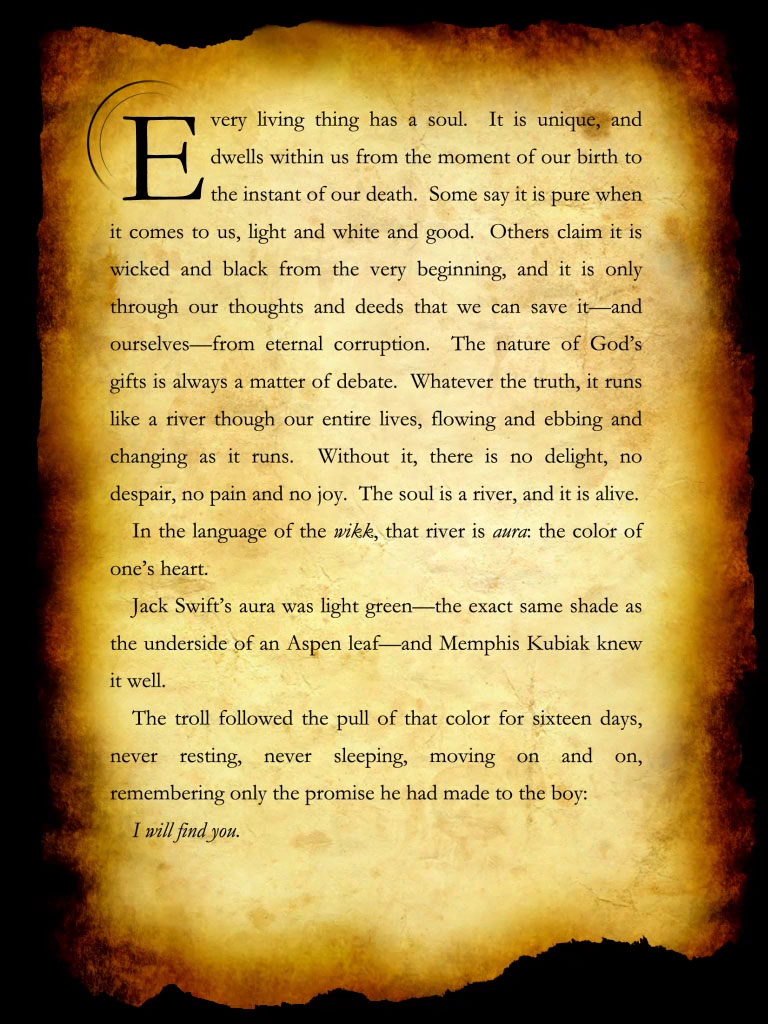 Every living thing has a soul.  It is unique, and
dwells within us from the moment of our birth to
the instant of our death.  Some say it is pure when
it comes to us, light and white and good.  Others claim it is
wicked and black from the very beginning, and it is only
through our thoughts and deeds that we can save it—and
ourselves—from eternal corruption.  The nature of God’s
gifts is always a matter of debate.  Whatever the truth, it runs
like a river though our entire lives, flowing and ebbing and
changing as it runs.  Without it, there is no delight, no
despair, no pain and no joy.  The soul is a river, and it is alive.
In the language of the wikk, that river is aura: the color of
one’s heart.
Jack Swift’s aura was light green—the exact same shade as
the underside of an Aspen leaf—and Memphis Kubiak knew
it well.
The troll followed the pull of that color for sixteen days,
never resting, never sleeping, moving on and on,
remembering only the promise he had made to the boy:
I will find you.